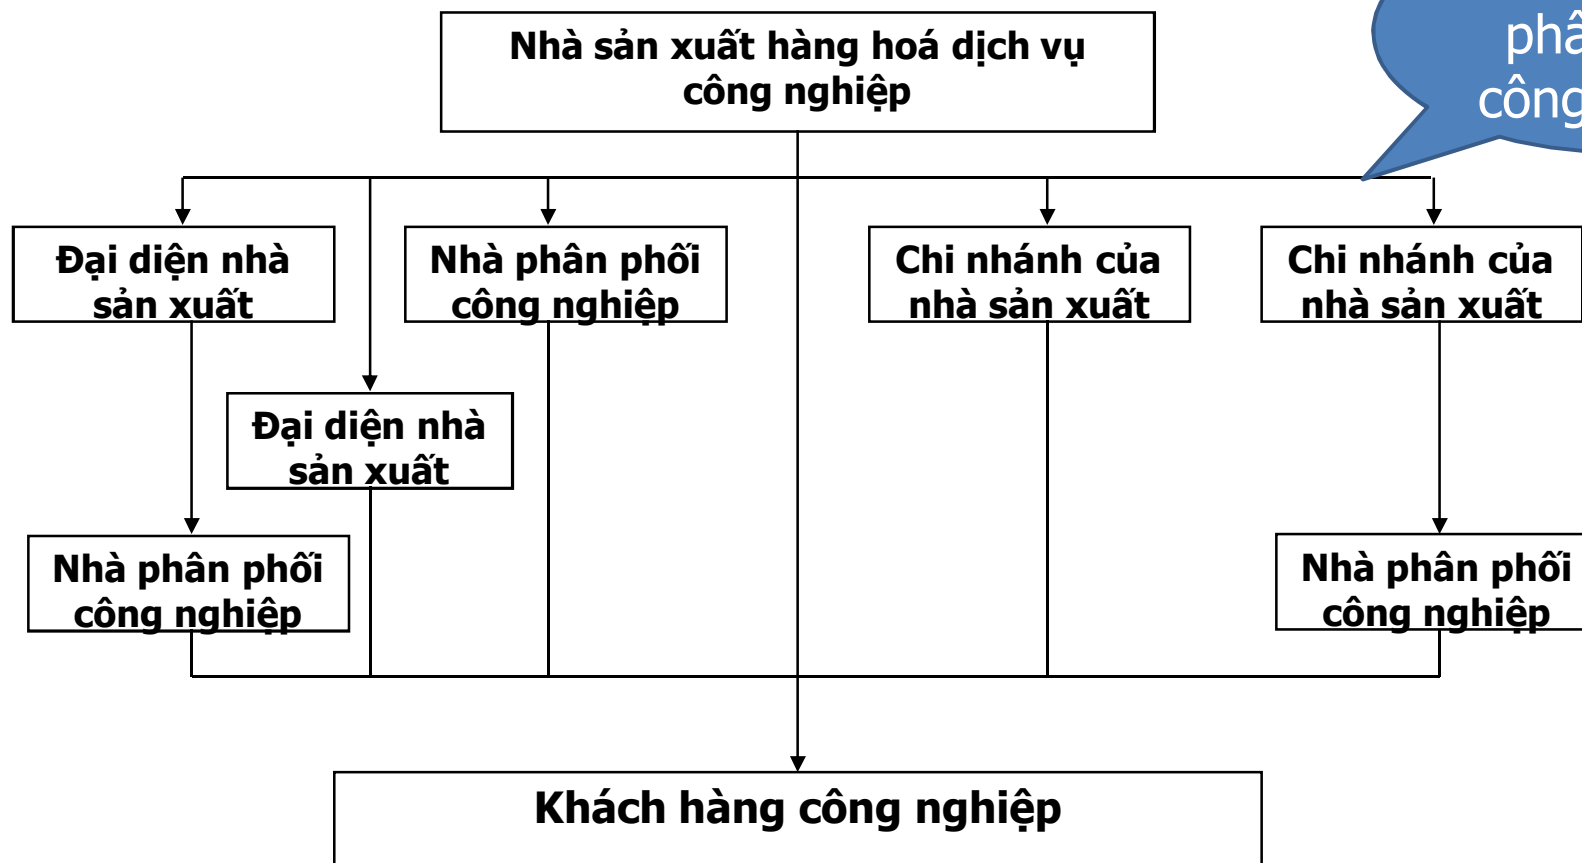 Nhà sản xuất hàng hoá dịch vụ
công nghiệp
Đại diện nhà
sản xuất
Nhà phân phối
công nghiệp
Chi nhánh của
nhà sản xuất
Chi nhánh của
nhà sản xuất
Đại diện nhà
sản xuất
Nhà phân phối
công nghiệp
Nhà phân phối
công nghiệp
Khách hàng công nghiệp